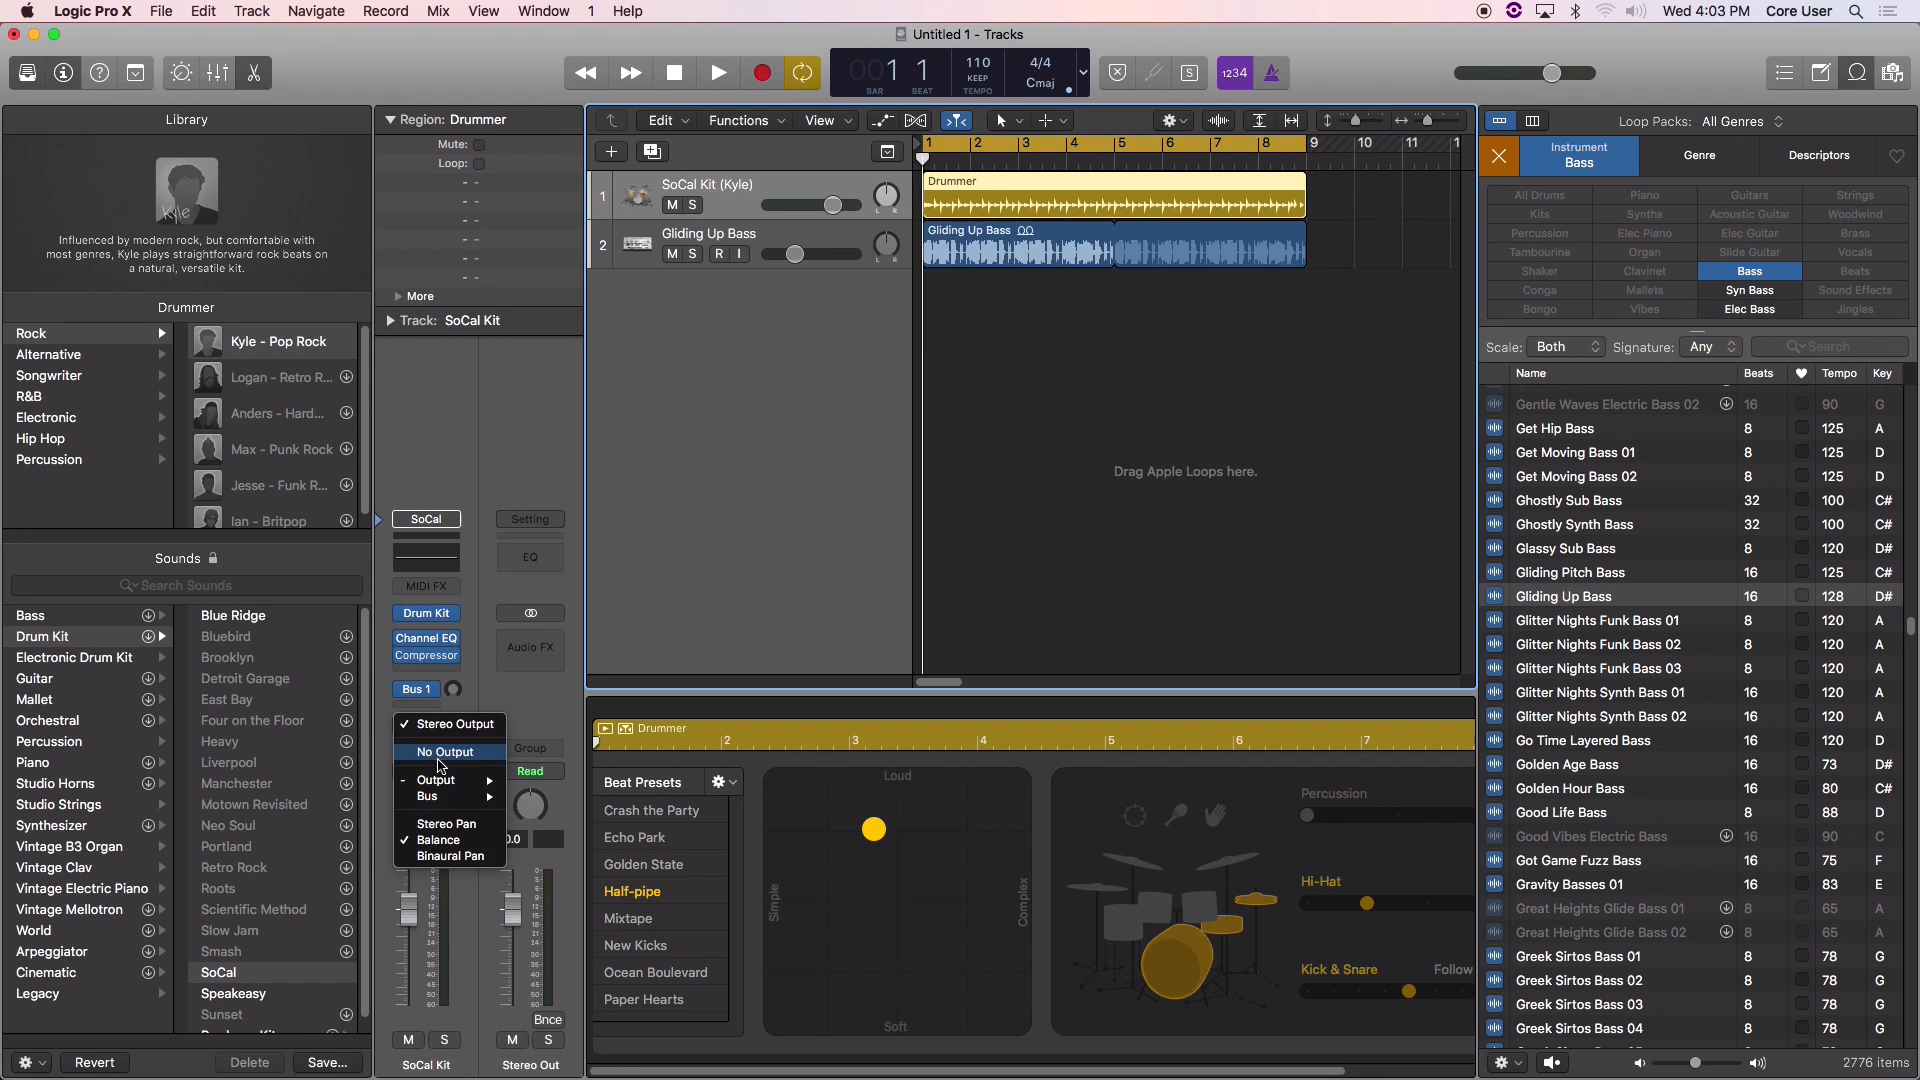 Logic Pro X File Edit Track Navigate Record Mix View Window 1 Help
Wed 4:03 PM Core User
Untitled 1 - Tracks
001 1
BAR BEAT
110
KEEP
TEMPO
4/4
Cmaj
S
1234
Library
Kyle
Influenced by modern rock, but comfortable with
most genres, Kyle plays straightforward rock beats on
a natural, versatile kit.
Drummer
Rock
Alternative
Songwriter
R&B
Electronic
Hip Hop
Percussion
Kyle - Pop Rock
Logan - Retro R...
Anders - Hard...
Max - Punk Rock
Jesse - Funk R...
Ian - Britpop
Sounds
Search Sounds
Bass
Drum Kit
Electronic Drum Kit
Guitar
Mallet
Orchestral
Percussion
Piano
Studio Horns
Studio Strings
Synthesizer
Vintage B3 Organ
Vintage Clav
Vintage Electric Piano
Vintage Mellotron
World
Arpeggiator
Cinematic
Legacy
Blue Ridge
Bluebird
Brooklyn
Detroit Garage
East Bay
Four on the Floor
Heavy
Liverpool
Manchester
Motown Revisited
Neo Soul
Portland
Retro Rock
Roots
Scientific Method
Slow Jam
Smash
SoCal
Speakeasy
Sunset
Revert
Delete
Save...
Region: Drummer
Mute:
Loop:
More
Track: SoCal Kit
SoCal
MIDI FX
Drum Kit
Channel EQ
Compressor
Bus 1
Setting
EQ
Audio FX
Group
Read
0.0
Stereo Output
No Output
Output
Bus
Stereo Pan
Balance
Binaural Pan
Bnce
M S
M S
SoCal Kit
Stereo Out
Edit Functions View
1 2 3 4 5 6 7 8 9 10 11 1
1
SoCal Kit (Kyle)
M S
L R
2
Gliding Up Bass
M S R I
L R
Drummer
Gliding Up Bass
Drag Apple Loops here.
Drummer
2 3 4 5 6 7
Beat Presets
Crash the Party
Echo Park
Golden State
Half-pipe
Mixtape
New Kicks
Ocean Boulevard
Paper Hearts
Loud
Simple
Complex
Soft
Percussion
Hi-Hat
Kick & Snare
Follow
Loop Packs: All Genres
Instrument
Bass
Genre
Descriptors
All Drums Piano Guitars Strings
Kits Synths Acoustic Guitar Woodwind
Percussion Elec Piano Elec Guitar Brass
Tambourine Organ Slide Guitar Vocals
Shaker Clavinet Bass Beats
Conga Mallets Syn Bass Sound Effects
Bongo Vibes Elec Bass Jingles
Scale: Both Signature: Any Search
Name Beats Tempo Key
Gentle Waves Electric Bass 02 16 90 G
Get Hip Bass 8 125 A
Get Moving Bass 01 8 125 D
Get Moving Bass 02 8 125 D
Ghostly Sub Bass 32 100 C#
Ghostly Synth Bass 32 100 C#
Glassy Sub Bass 8 120 D#
Gliding Pitch Bass 16 125 C#
Gliding Up Bass 16 128 D#
Glitter Nights Funk Bass 01 8 120 A
Glitter Nights Funk Bass 02 8 120 A
Glitter Nights Funk Bass 03 8 120 A
Glitter Nights Synth Bass 01 16 120 A
Glitter Nights Synth Bass 02 16 120 A
Go Time Layered Bass 16 120 D
Golden Age Bass 16 73 D#
Golden Hour Bass 16 80 C#
Good Life Bass 8 88 D
Good Vibes Electric Bass 16 90 C
Got Game Fuzz Bass 16 75 F
Gravity Basses 01 16 83 E
Great Heights Glide Bass 01 8 65 A
Great Heights Glide Bass 02 8 65 A
Greek Sirtos Bass 01 8 78 G
Greek Sirtos Bass 02 8 78 G
Greek Sirtos Bass 03 8 78 G
Greek Sirtos Bass 04 8 78 G
2776 items